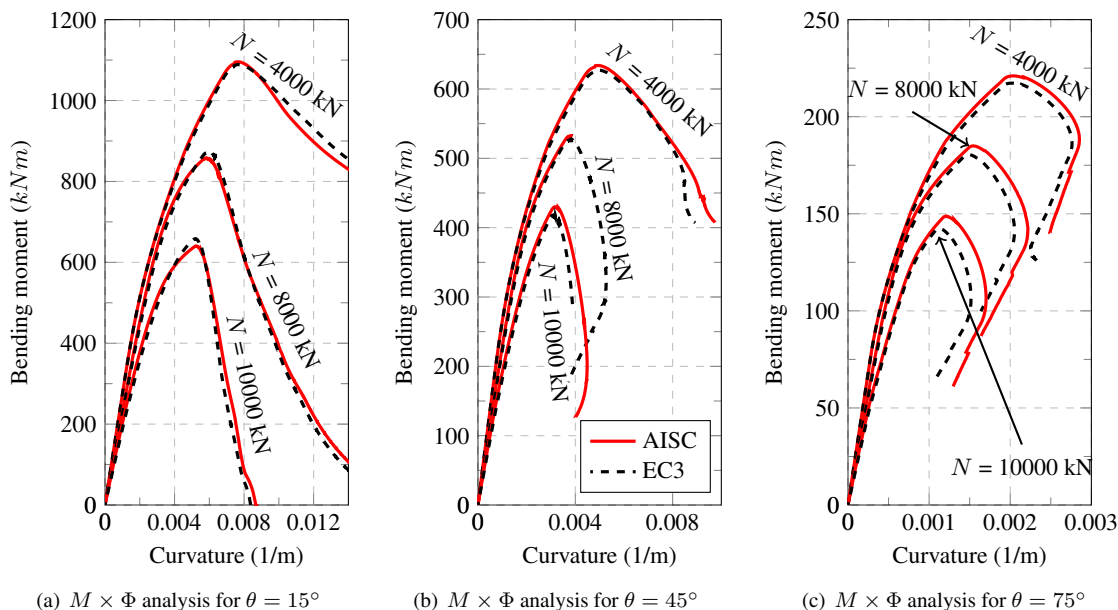 1200
1000
800
600
400
200
0
0
0.004
0.008
0.012
Bending moment (kNm)
Curvature (1/m)
N = 4000 kN
N = 8000 kN
N = 10000 kN
(a) M × Φ analysis for θ = 15°
700
600
500
400
300
200
100
0
0
0.004
0.008
Bending moment (kNm)
Curvature (1/m)
N = 4000 kN
N = 8000 kN
N = 10000 kN
AISC
EC3
(b) M × Φ analysis for θ = 45°
250
200
150
100
50
0
0
0.001
0.002
0.003
Bending moment (kNm)
Curvature (1/m)
N = 4000 kN
N = 8000 kN
N = 10000 kN
(c) M × Φ analysis for θ = 75°